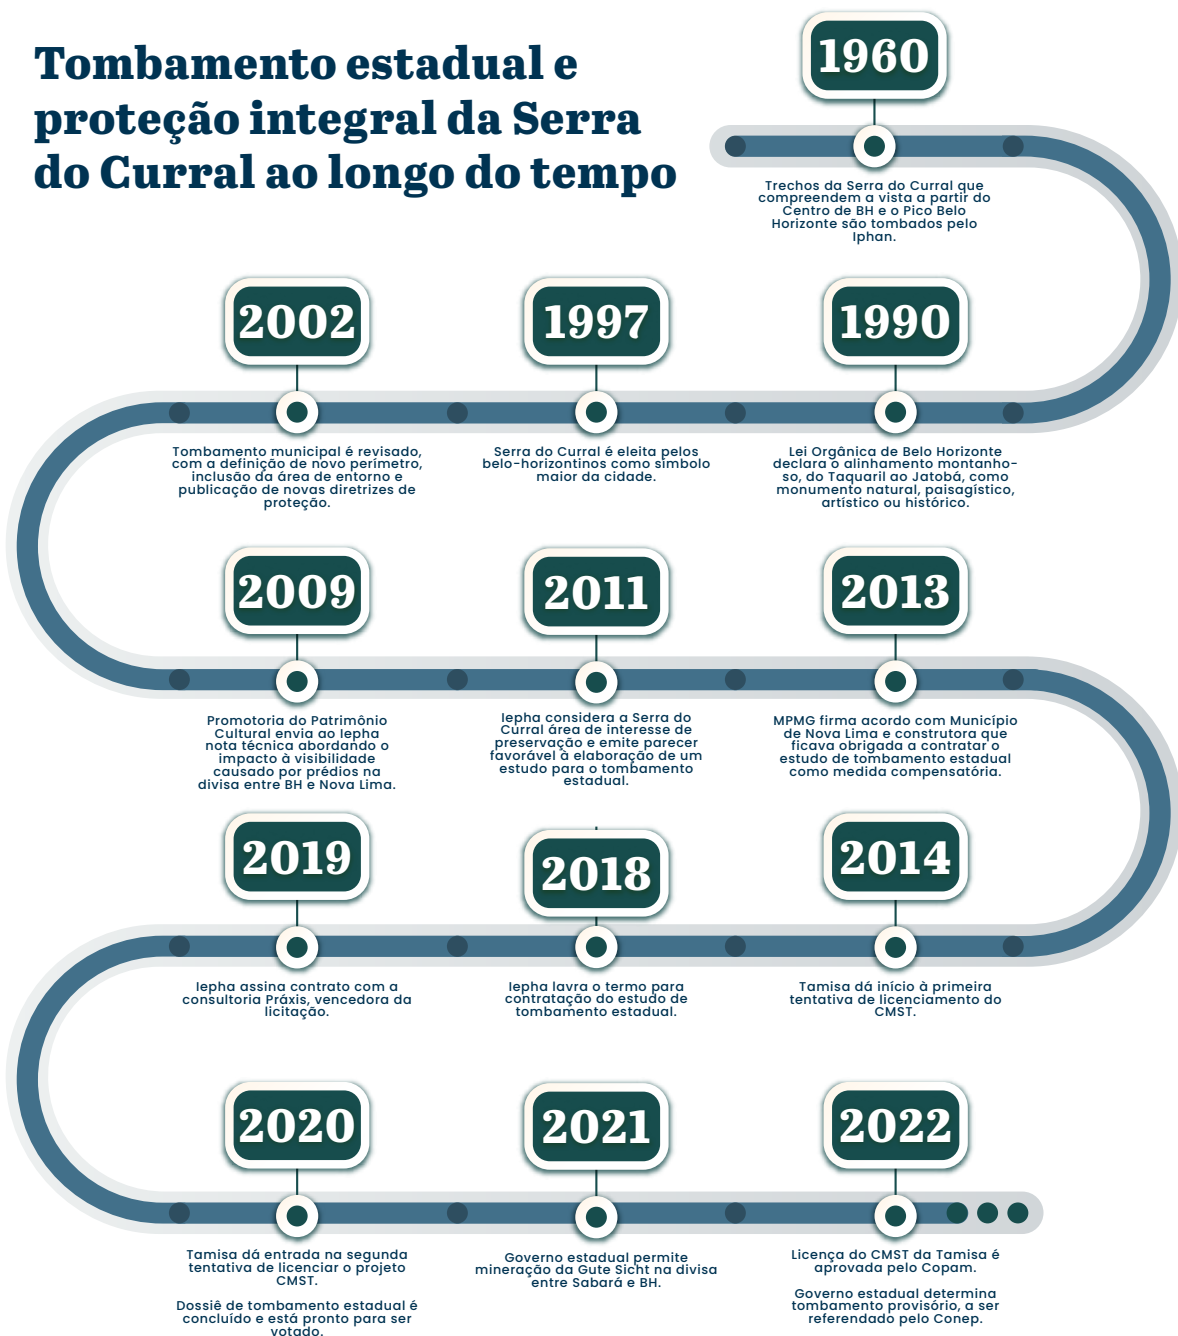 Tombamento estadual e
proteção integral da Serra
do Curral ao longo do tempo
1960
Trechos da Serra do Curral que
compreendem a vista a partir do
Centro de BH e o Pico Belo
Horizonte são tombados pelo
Iphan.
1990
Lei Orgânica de Belo Horizonte
declara o alinhamento montanho-
so, do Taquaril ao Jatobá, como
monumento natural, paisagístico,
artístico ou histórico.
1997
Serra do Curral é eleita pelos
belo-horizontinos como símbolo
maior da cidade.
2002
Tombamento municipal é revisado,
com a definição de novo perímetro,
inclusão da área de entorno e
publicação de novas diretrizes de
proteção.
2009
Promotoria do Patrimônio
Cultural envia ao Iepha
nota técnica abordando o
impacto à visibilidade
causado por prédios na
divisa entre BH e Nova Lima.
2011
Iepha considera a Serra do
Curral área de interesse de
preservação e emite parecer
favorável à elaboração de um
estudo para o tombamento
estadual.
2013
MPMG firma acordo com Município
de Nova Lima e construtora que
ficava obrigada a contratar o
estudo de tombamento estadual
como medida compensatória.
2014
Tamisa dá início à primeira
tentativa de licenciamento do
CMST.
2018
Iepha lavra o termo para
contratação do estudo de
tombamento estadual.
2019
Iepha assina contrato com a
consultoria Práxis, vencedora da
licitação.
2020
Tamisa dá entrada na segunda
tentativa de licenciar o projeto
CMST.
Dossiê de tombamento estadual é
concluído e está pronto para ser
votado.
2021
Governo estadual permite
mineração da Gute Sicht na divisa
entre Sabará e BH.
2022
Licença do CMST da Tamisa é
aprovada pelo Copam.
Governo estadual determina
tombamento provisório, a ser
referendado pelo Conep.